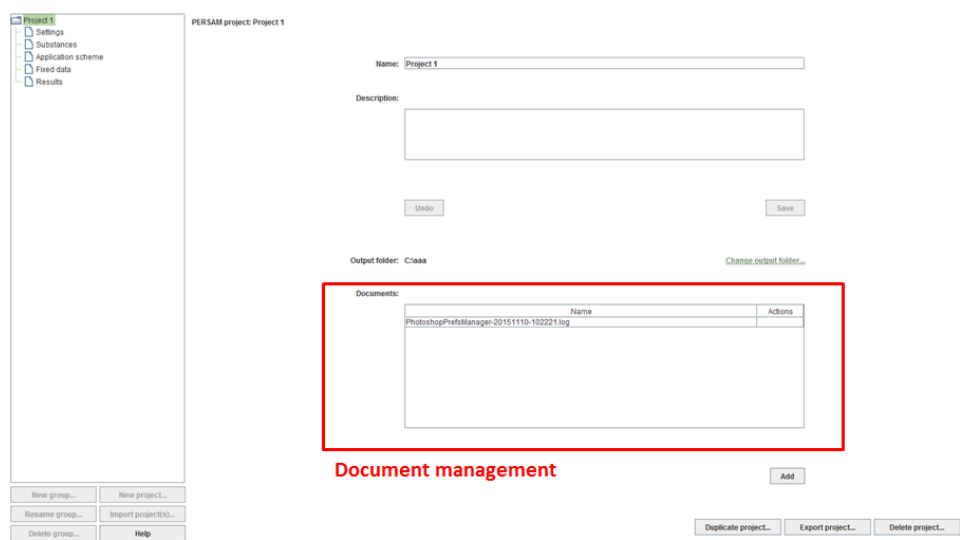 Project 1
Settings
Substances
Application scheme
Fixed data
Results
New group... New project...
Rename group... Import project(s)...
Delete group... Help
PERSAM project: Project 1
Name: Project 1
Description:
Undo Save
Output folder: C:\aaa Change output folder...
Documents:
Name Actions
PhotoshopPrefsManager-20151110-102221.log
Document management
Add
Duplicate project... Export project... Delete project...